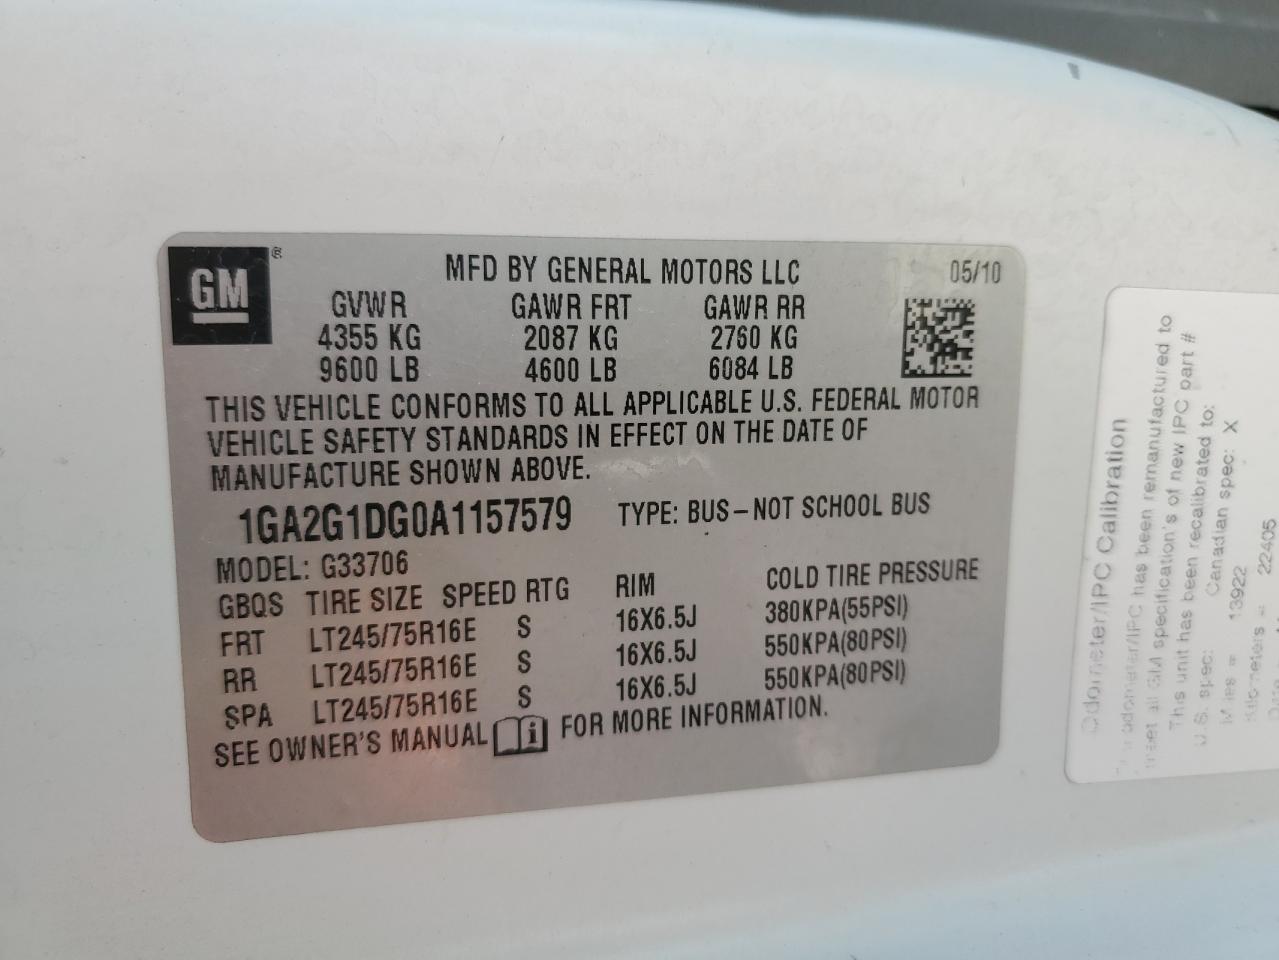 GM
®
MFD BY GENERAL MOTORS LLC 05/10
GVWR GAWR FRT GAWR RR
4355 KG 2087 KG 2760 KG
9600 LB 4600 LB 6084 LB
THIS VEHICLE CONFORMS TO ALL APPLICABLE U.S. FEDERAL MOTOR
VEHICLE SAFETY STANDARDS IN EFFECT ON THE DATE OF
MANUFACTURE SHOWN ABOVE.
1GA2G1DG0A1157579 TYPE: BUS–NOT SCHOOL BUS
MODEL: G33706
GBQS TIRE SIZE SPEED RTG RIM COLD TIRE PRESSURE
FRT LT245/75R16E S 16X6.5J 380KPA(55PSI)
RR LT245/75R16E S 16X6.5J 550KPA(80PSI)
SPA LT245/75R16E S 16X6.5J 550KPA(80PSI)
SEE OWNER'S MANUAL i FOR MORE INFORMATION.
Odometer/IPC Calibration
odometer/IPC has been remanufactured to
meet all GM specification's of new IPC part #
This unit has been recalibrated to:
U.S. spec: Canadian spec: X
Miles = 13922
Kilometers = 22405